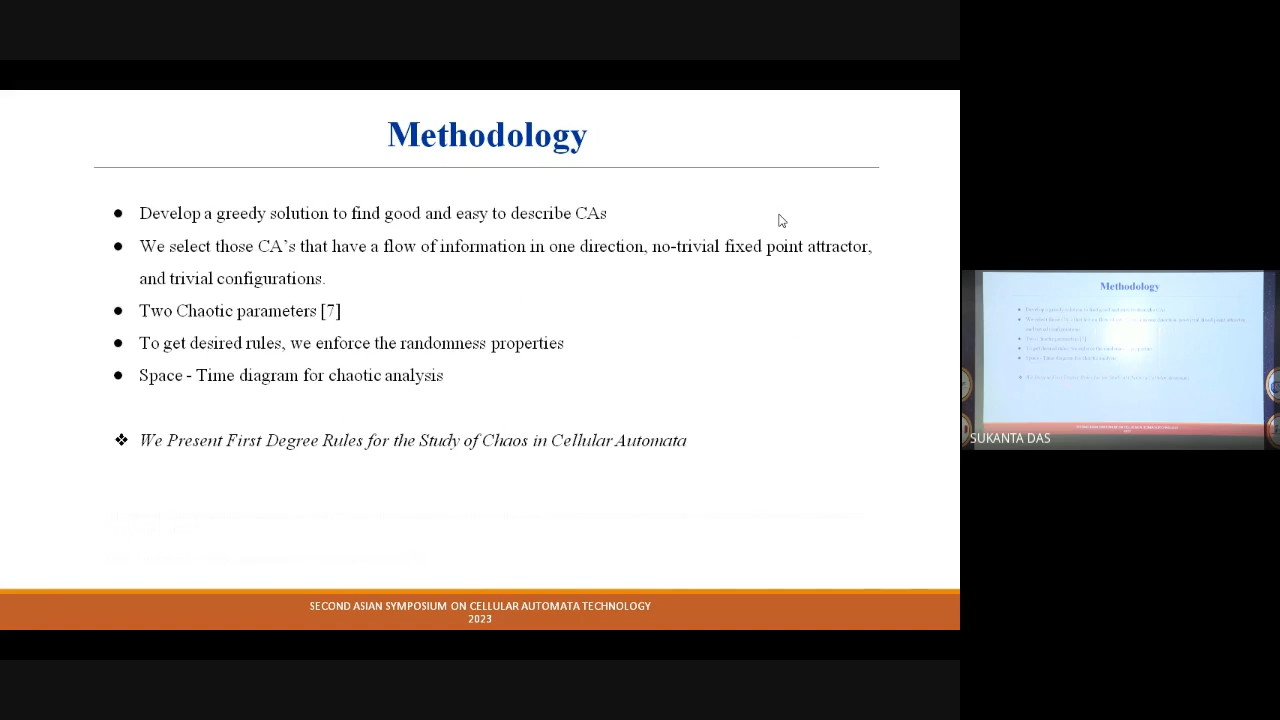 Methodology
● Develop a greedy solution to find good and easy to describe CAs
● We select those CA's that have a flow of information in one direction, no-trivial fixed point attractor,
and trivial configurations.
● Two Chaotic parameters [7]
● To get desired rules, we enforce the randomness properties
● Space - Time diagram for chaotic analysis
❖ We Present First Degree Rules for the Study of Chaos in Cellular Automata
SECOND ASIAN SYMPOSIUM ON CELLULAR AUTOMATA TECHNOLOGY
2023
Methodology
SUKANTA DAS